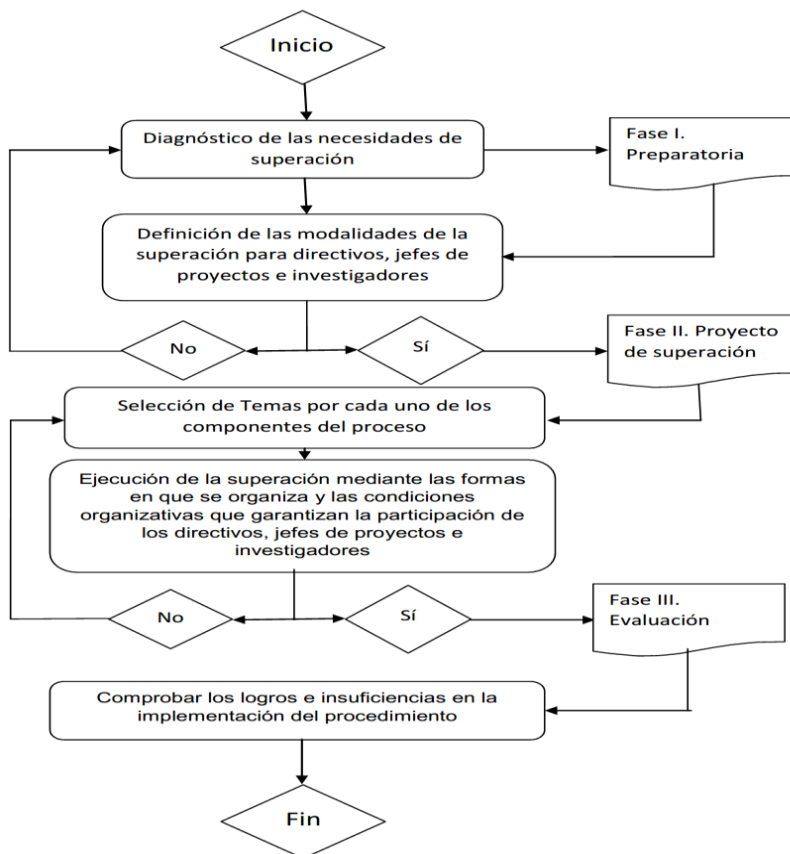 Inicio
Diagnóstico de las necesidades de
superación
Fase I.
Preparatoria
Definición de las modalidades de la
superación para directivos, jefes de
proyectos e investigadores
No
Sí
Fase II. Proyecto
de superación
Selección de Temas por cada uno de los
componentes del proceso
Ejecución de la superación mediante las formas
en que se organiza y las condiciones
organizativas que garantizan la participación de
los directivos, jefes de proyectos e
investigadores
No
Sí
Fase III.
Evaluación
Comprobar los logros e insuficiencias en la
implementación del procedimiento
Fin